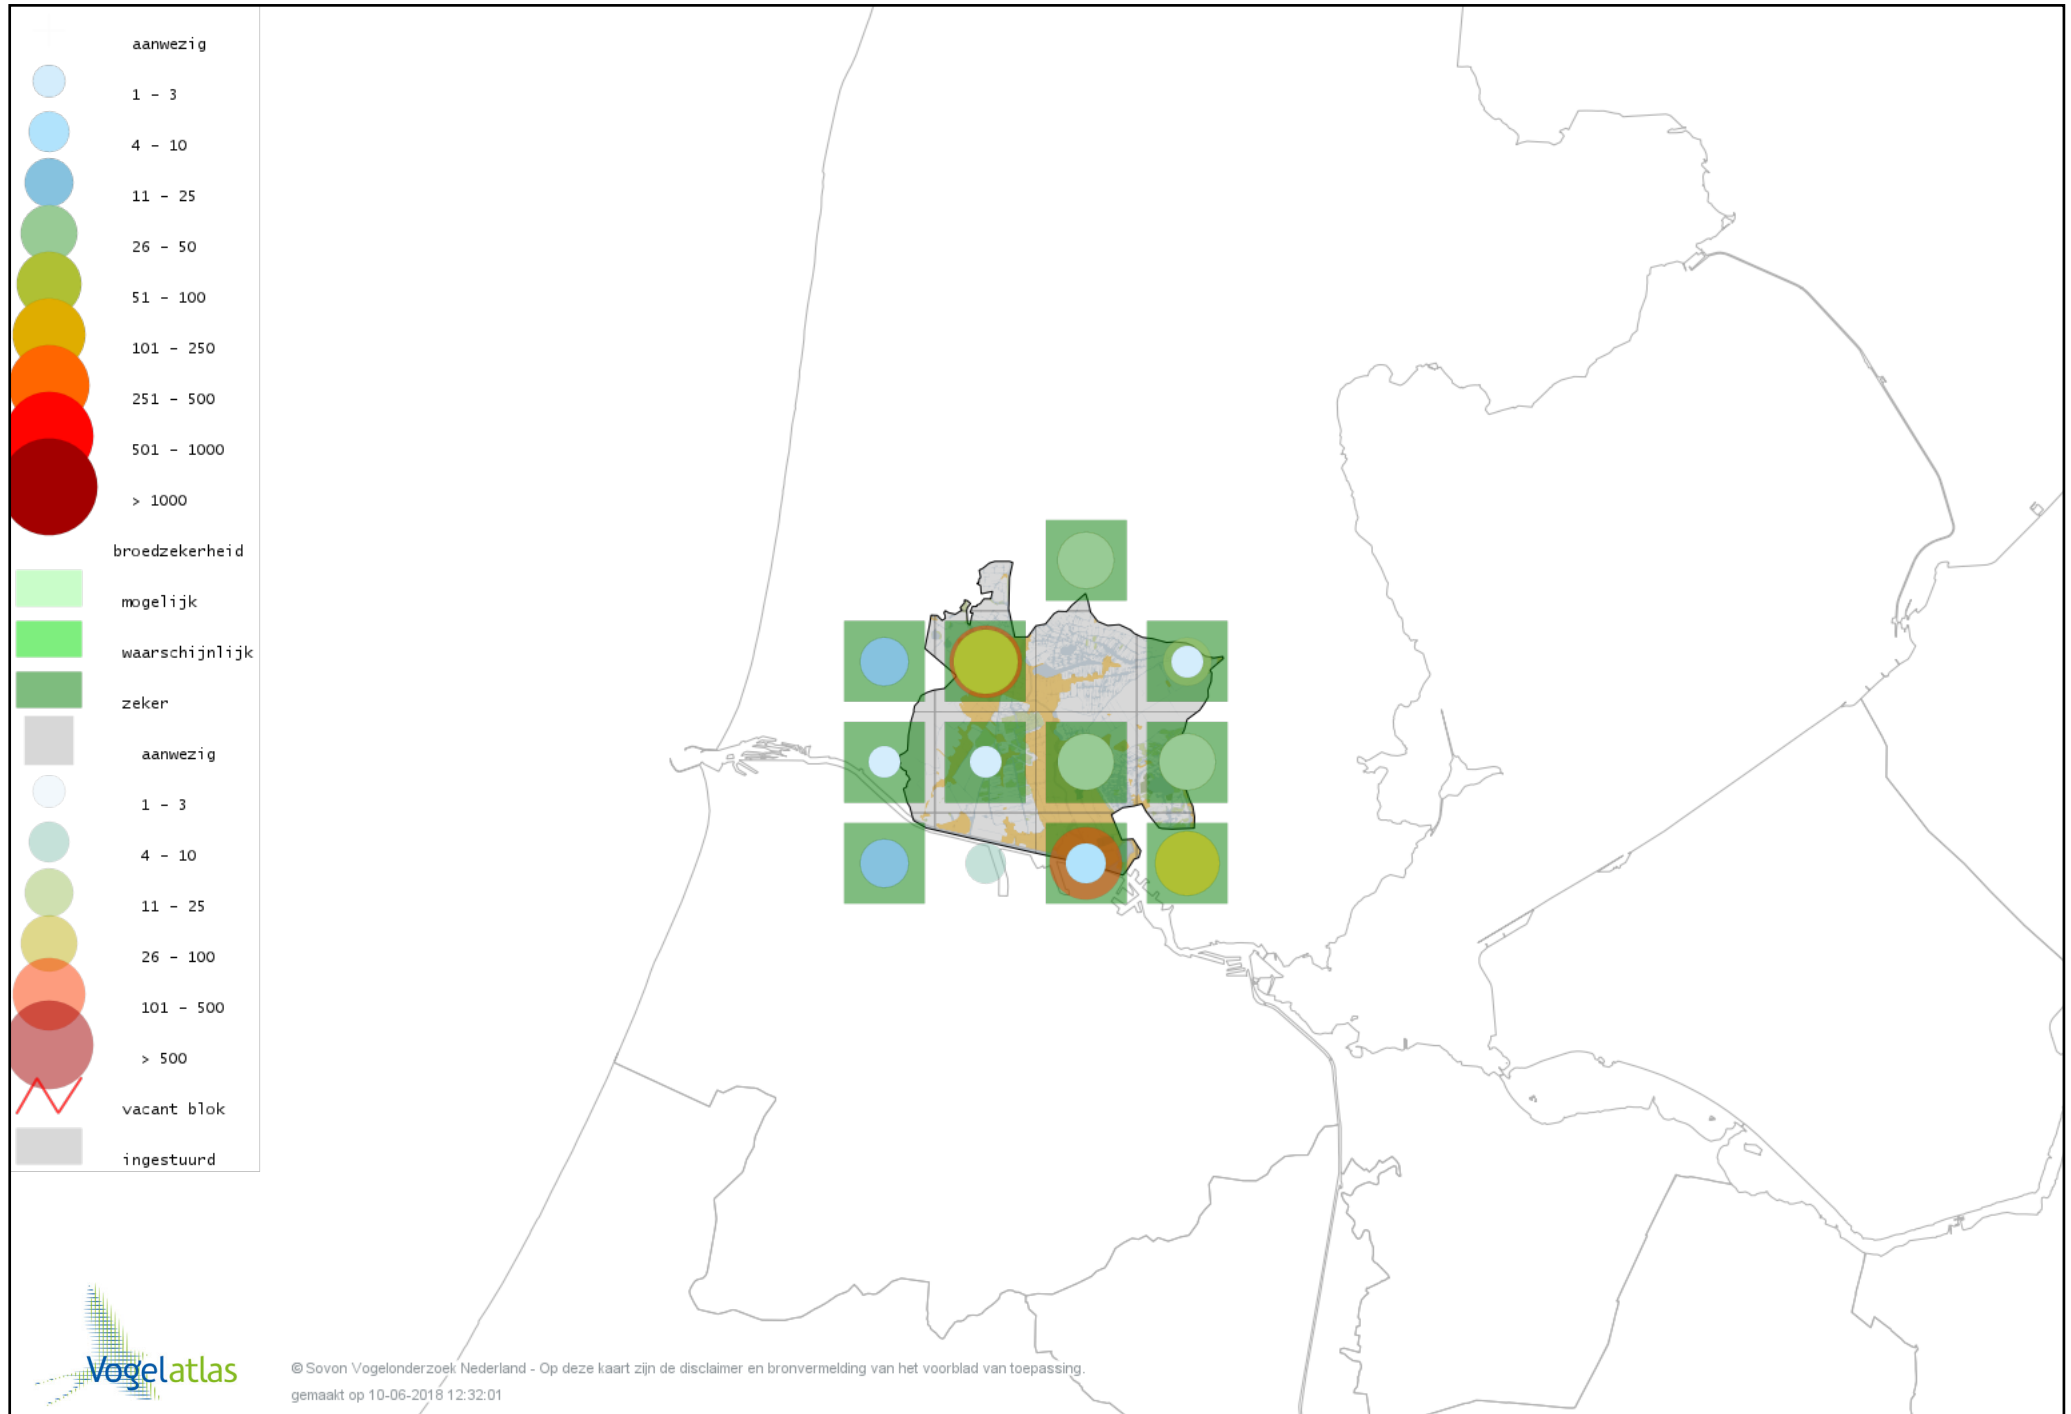 aanwezig
1 - 3
4 - 10
11 - 25
26 - 50
51 - 100
101 - 250
251 - 500
501 - 1000
> 1000
broedzekerheid
mogelijk
waarschijnlijk
zeker
aanwezig
1 - 3
4 - 10
11 - 25
26 - 100
101 - 500
> 500
vacant blok
ingestuurd
Vogelatlas
© Sovon Vogelonderzoek Nederland - Op deze kaart zijn de disclaimer en bronvermelding van het voorblad van toepassing.
gemaakt op 10-06-2018 12:32:01